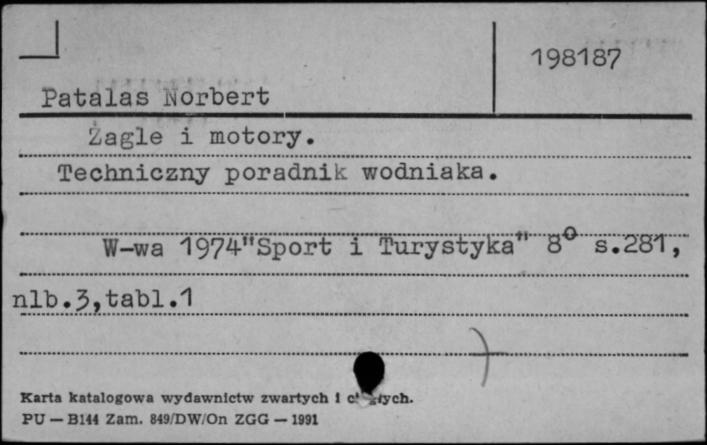 198187
Patalas Norbert
Żagle i motory.
Techniczny poradnik wodniaka.
W-wa 1974"Sport i Turystyka" 8° s.281,
nlb.3,tabl.1
Karta katalogowa wydawnictw zwartych i
PU — B144 Zam. 849/DW/On ZGG — 1991